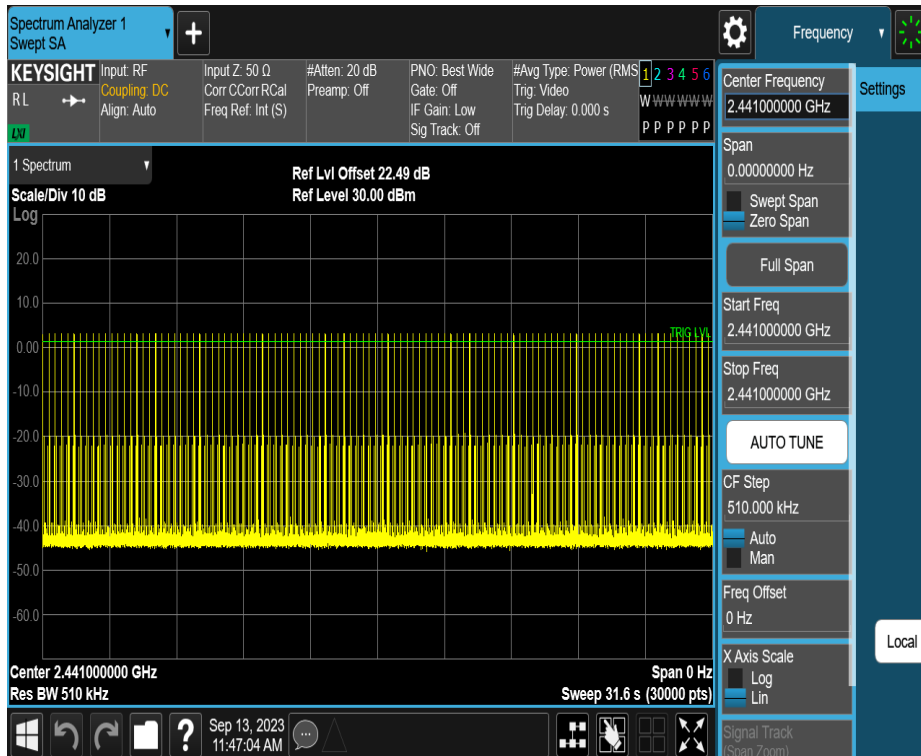 Spectrum Analyzer 1
Swept SA
+
Frequency
KEYSIGHT
R L
LXI
Input: RF
Coupling: DC
Align: Auto
Input Z: 50 Ω
Corr CCorr RCal
Freq Ref: Int (S)
#Atten: 20 dB
Preamp: Off
PNO: Best Wide
Gate: Off
IF Gain: Low
Sig Track: Off
#Avg Type: Power (RMS
Trig: Video
Trig Delay: 0.000 s
1 2 3 4 5 6
W W W W W W
P P P P P P
1 Spectrum
Scale/Div 10 dB
Log
Ref Lvl Offset 22.49 dB
Ref Level 30.00 dBm
20.0
10.0
0.00
-10.0
-20.0
-30.0
-40.0
-50.0
-60.0
TRIG LVL
Center 2.441000000 GHz
Res BW 510 kHz
Span 0 Hz
Sweep 31.6 s (30000 pts)
Center Frequency
2.441000000 GHz
Span
0.00000000 Hz
Swept Span
Zero Span
Full Span
Start Freq
2.441000000 GHz
Stop Freq
2.441000000 GHz
AUTO TUNE
CF Step
510.000 kHz
Auto
Man
Freq Offset
0 Hz
X Axis Scale
Log
Lin
Signal Track
(Span Zoom)
Settings
Local
?
Sep 13, 2023
11:47:04 AM